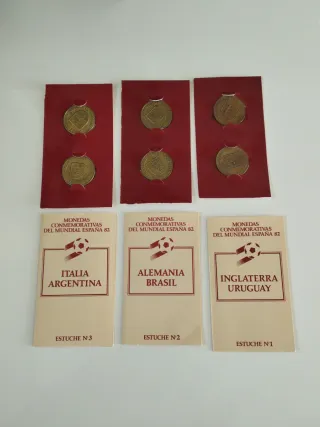 MONEDAS
CONMEMORATIVAS
DEL MUNDIAL ESPAÑA 82
ITALIA
ARGENTINA
ESTUCHE Nº3
MONEDAS
CONMEMORATIVAS
DEL MUNDIAL ESPAÑA 82
ALEMANIA
BRASIL
ESTUCHE Nº2
MONEDAS
CONMEMORATIVAS
DEL MUNDIAL ESPAÑA 82
INGLATERRA
URUGUAY
ESTUCHE Nº1